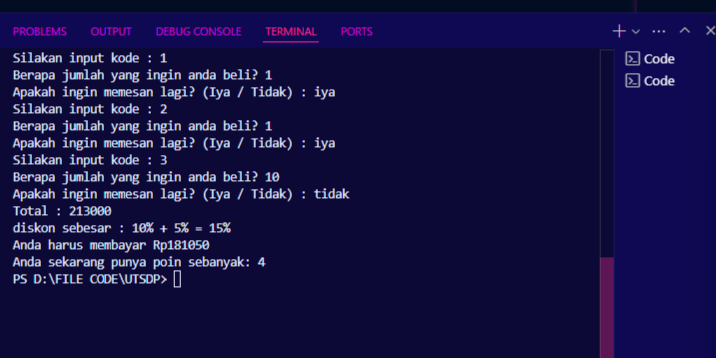 PROBLEMS OUTPUT DEBUG CONSOLE TERMINAL PORTS
Silakan input kode : 1
Code
Berapa jumlah yang ingin anda beli? 1
Code
Apakah ingin memesan lagi? (Iya / Tidak) : iya
Silakan input kode : 2
Berapa jumlah yang ingin anda beli? 1
Apakah ingin memesan lagi? (Iya / Tidak) : iya
Silakan input kode : 3
Berapa jumlah yang ingin anda beli? 10
Apakah ingin memesan lagi? (Iya / Tidak) : tidak
Total : 213000
diskon sebesar : 10% + 5% = 15%
Anda harus membayar Rp181050
Anda sekarang punya poin sebanyak: 4
PS D:\FILE CODE\UTSDP>